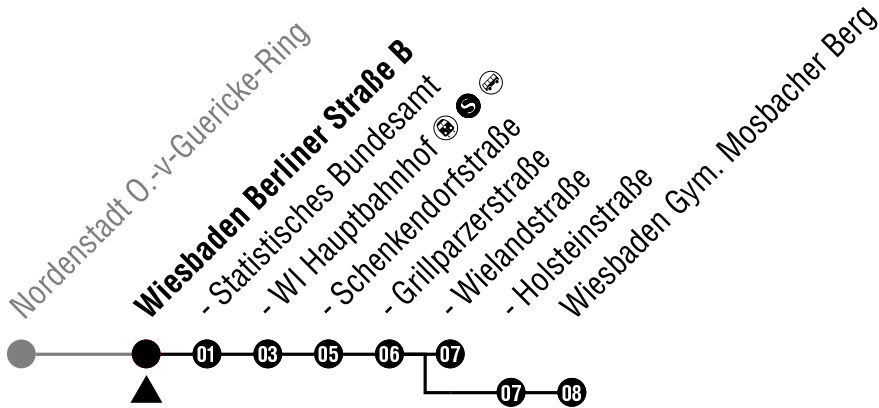 Nordenstadt O.-v-Guericke-Ring
Wiesbaden Berliner Straße B
- Statistisches Bundesamt
- WI Hauptbahnhof S
- Schenkendorfstraße
- Grillparzerstraße
- Wielandstraße
- Holsteinstraße
Wiesbaden Gym. Mosbacher Berg
01 03 05 06 07
07 08